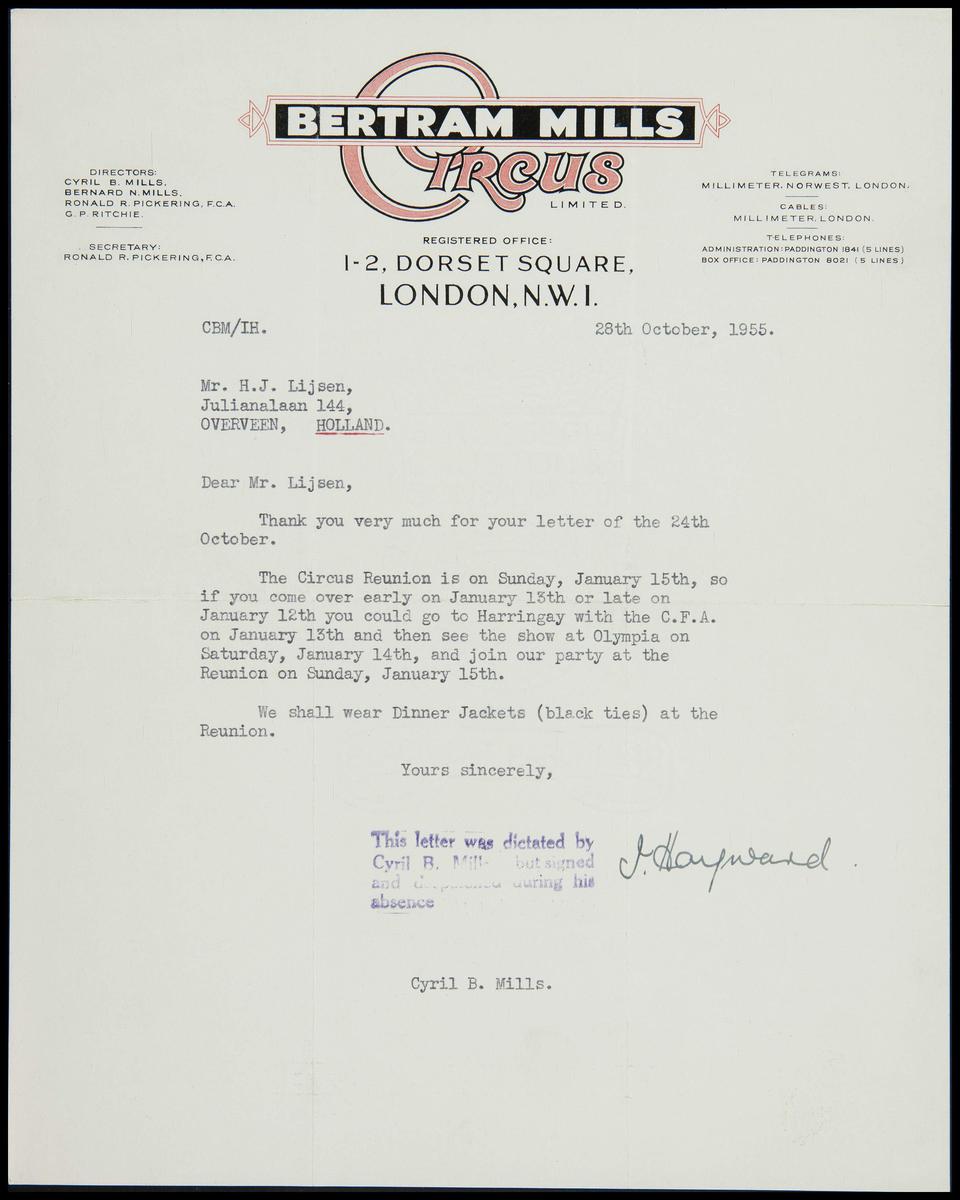 BERTRAM MILLS
CIRCUS
LIMITED.
DIRECTORS:
CYRIL B. MILLS.
BERNARD N. MILLS.
RONALD R. PICKERING, F.C.A.
G. P. RITCHIE.
SECRETARY:
RONALD R. PICKERING, F.C.A.
TELEGRAMS:
MILLIMETER, NORWEST, LONDON.
CABLES:
MILLIMETER, LONDON.
TELEPHONES:
ADMINISTRATION: PADDINGTON 1841 (5 LINES)
BOX OFFICE: PADDINGTON 8021 (5 LINES)
REGISTERED OFFICE:
1-2, DORSET SQUARE,
LONDON, N.W.1.
CBM/IH. 28th October, 1955.
Mr. H.J. Lijsen,
Julianalaan 144,
OVERVEEN, HOLLAND.
Dear Mr. Lijsen,
Thank you very much for your letter of the 24th
October.
The Circus Reunion is on Sunday, January 15th, so
if you come over early on January 13th or late on
January 12th you could go to Harringay with the C.F.A.
on January 13th and then see the show at Olympia on
Saturday, January 14th, and join our party at the
Reunion on Sunday, January 15th.
We shall wear Dinner Jackets (black ties) at the
Reunion.
Yours sincerely,
This letter was dictated by
Cyril B. Mills but signed
and during his
absence
I. Hayward.
Cyril B. Mills.